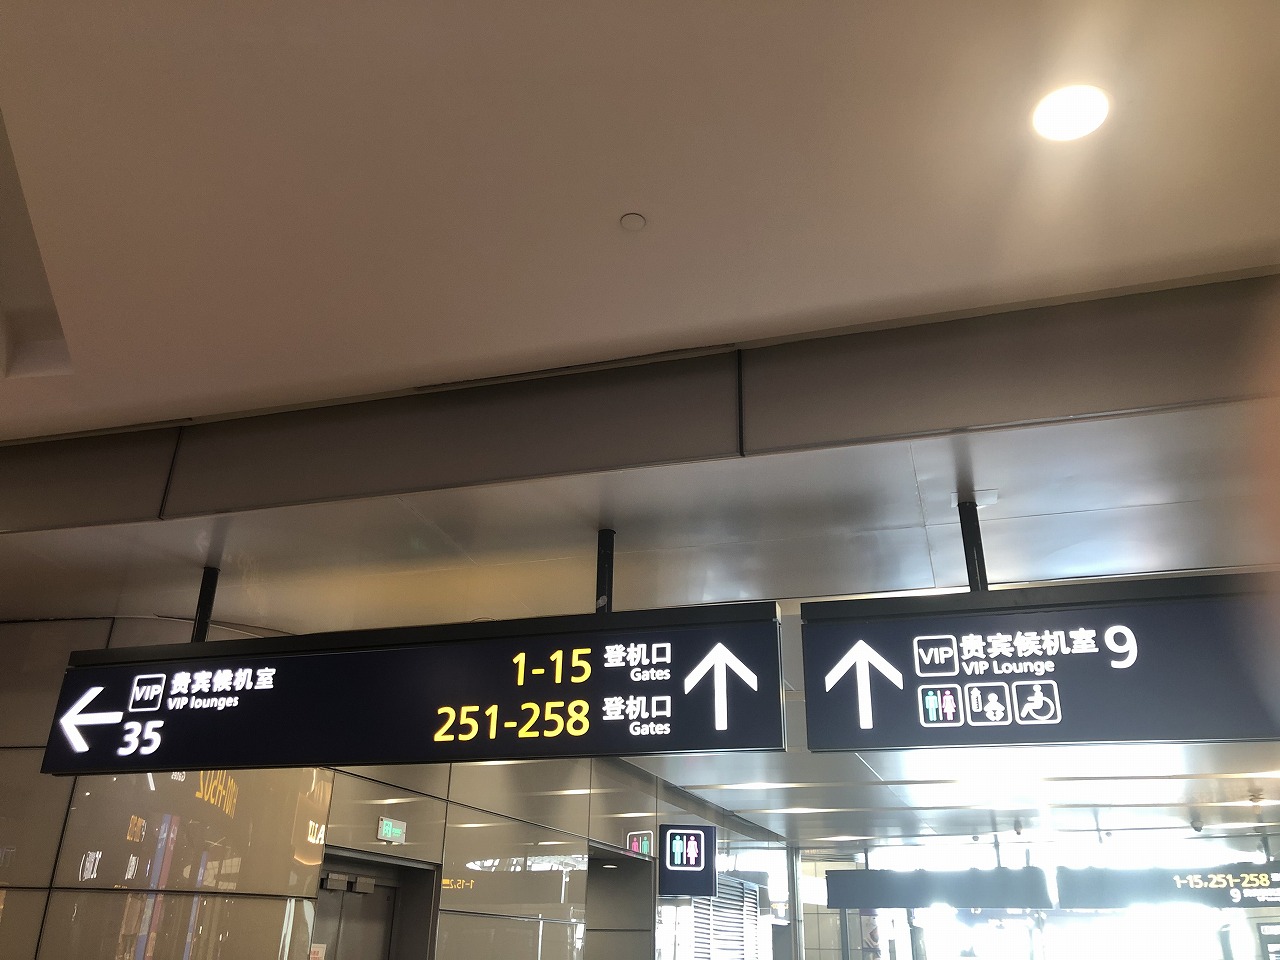 VIP 贵宾候机室
VIP lounges
35
1-15 登机口
Gates
251-258 登机口
Gates
VIP 贵宾候机室 9
VIP Lounge
1-15,251-258
9